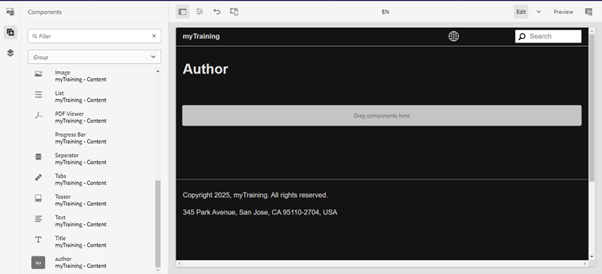 Components
EN
Edit
Preview
Filter
Group
Image
myTraining - Content
List
myTraining - Content
PDF Viewer
myTraining - Content
Progress Bar
myTraining - Content
Separator
myTraining - Content
Tabs
myTraining - Content
Teaser
myTraining - Content
Text
myTraining - Content
Title
myTraining - Content
au
author
myTraining - Content
myTraining
Search
Author
Drag components here
Copyright 2025, myTraining. All rights reserved.
345 Park Avenue, San Jose, CA 95110-2704, USA